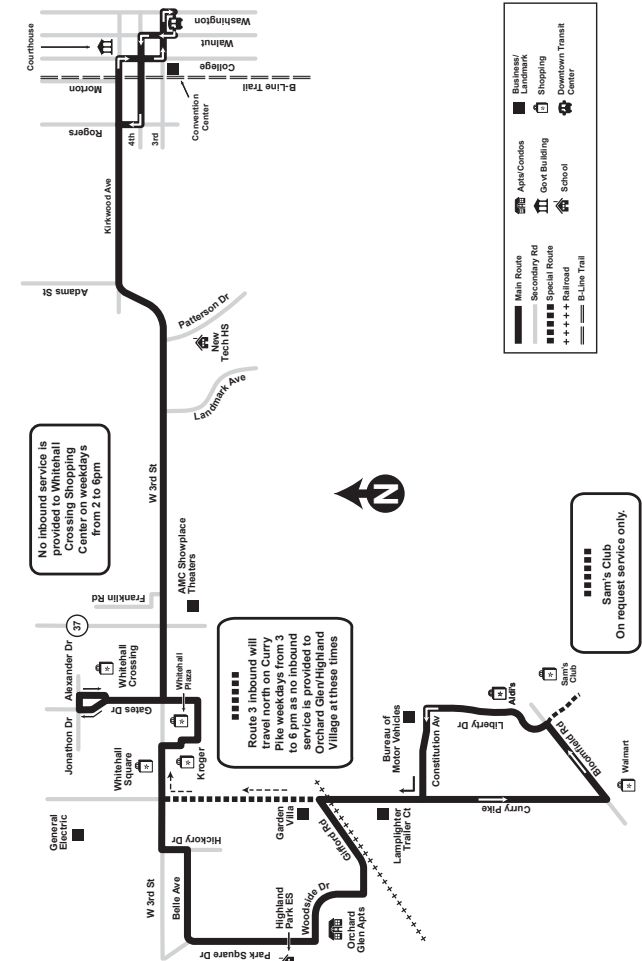 Courthouse
Washington
Walnut
College
Morton
B-Line Trail
Convention
Center
Rogers
4th
3rd
Kirkwood Ave
Adams St
Patterson Dr
New
Tech HS
Landmark Ave
No inbound service is
provided to Whitehall
Crossing Shopping
Center on weekdays
from 2 to 6pm
W 3rd St
AMC Showplace
Theaters
Franklin Rd
37
N
Alexander Dr
Whitehall
Crossing
Gates Dr
Jonathon Dr
Whitehall
Plaza
Whitehall
Square
Kroger
Route 3 inbound will
travel north on Curry
Pike weekdays from 3
to 6 pm as no inbound
service is provided to
Orchard Glen/Highland
Village at these times
General
Electric
Hickory Dr
W 3rd St
Belle Ave
Garden
Villa
Gifford Rd
Woodside Dr
Highland
Park ES
Park Square Dr
Orchard
Glen Apts
Lamplighter
Trailer Ct
Bureau of
Motor Vehicles
Constitution Av
Liberty Dr
Aldi's
Curry Pike
Bloomfield Rd
Sam's
Club
Walmart
Sam's Club
On request service only.
Main Route
Secondary Rd
Special Route
Railroad
B-Line Trail
Apts/Condos
Govt Building
School
Business/
Landmark
Shopping
Downtown Transit
Center